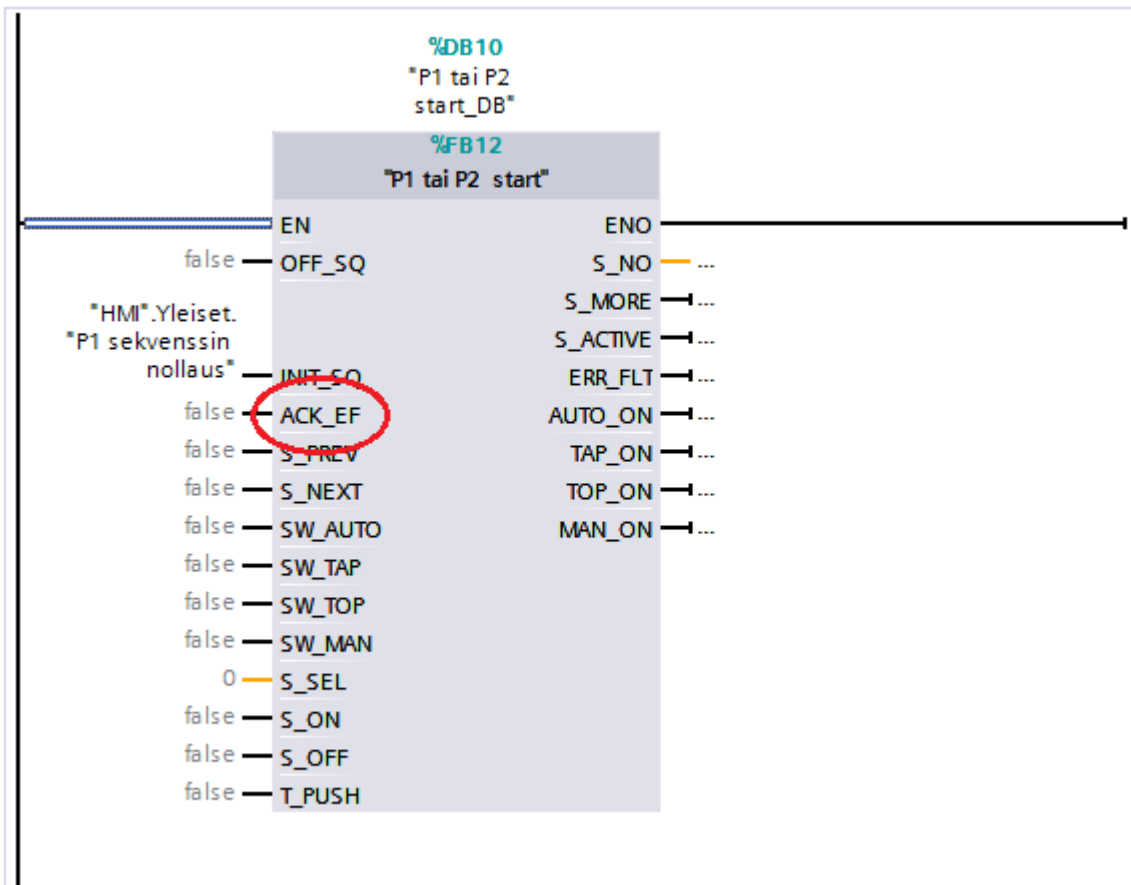 %DB10
"P1 tai P2
start_DB"
%FB12
"P1 tai P2 start"
EN ENO
false OFF_SQ S_NO ...
"HMI".Yleiset. S_MORE ...
"P1 sekvenssin S_ACTIVE ...
nollaus" INIT_SQ ERR_FLT ...
false ACK_EF AUTO_ON ...
false S_PREV TAP_ON ...
false S_NEXT TOP_ON ...
false SW_AUTO MAN_ON ...
false SW_TAP
false SW_TOP
false SW_MAN
0 S_SEL
false S_ON
false S_OFF
false T_PUSH